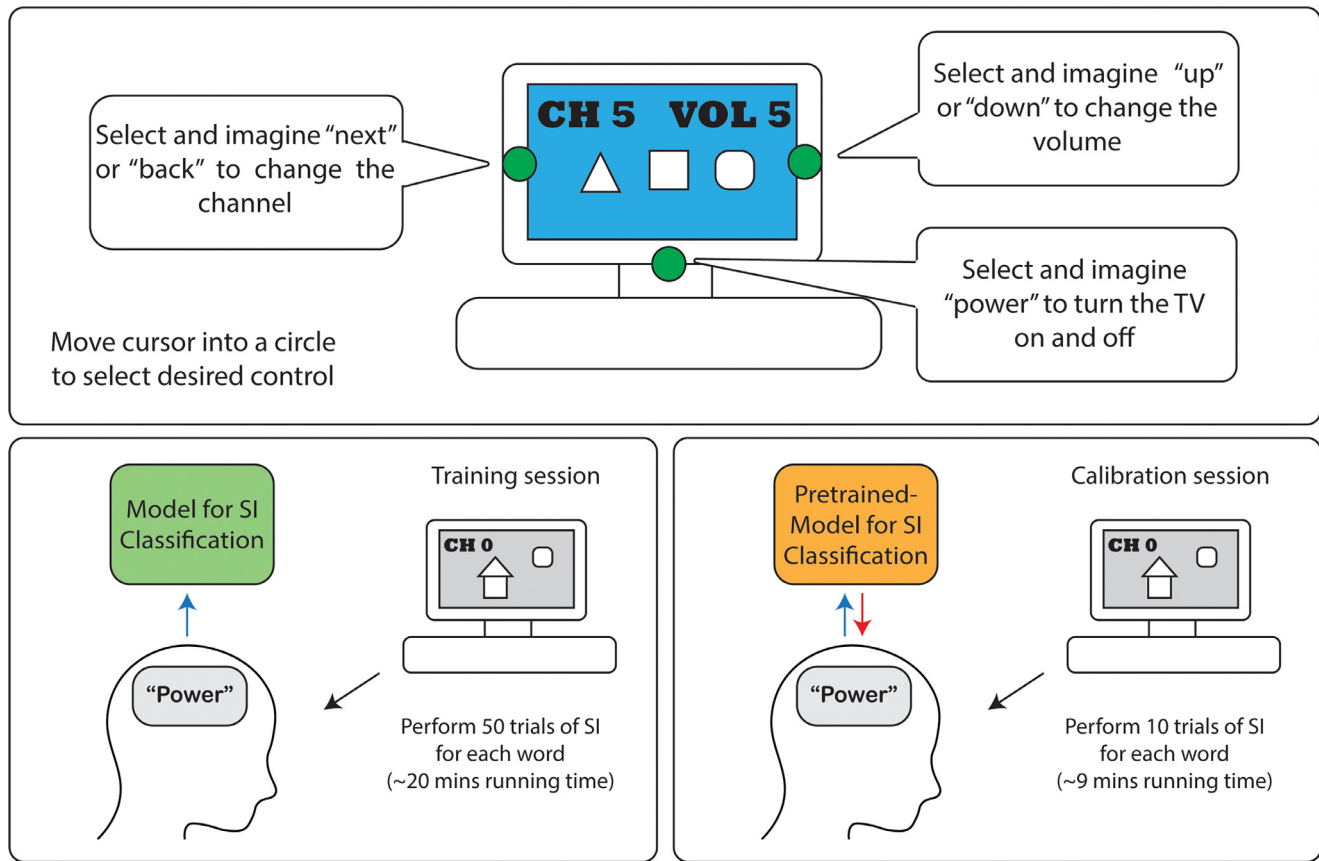 CH 5 VOL 5
Select and imagine “next”
or “back” to change the
channel
Select and imagine “up”
or “down” to change the
volume
Select and imagine
“power” to turn the TV
on and off
Move cursor into a circle
to select desired control
Model for SI
Classification
Training session
CH 0
“Power”
Perform 50 trials of SI
for each word
(~20 mins running time)
Pretrained-
Model for SI
Classification
Calibration session
CH 0
“Power”
Perform 10 trials of SI
for each word
(~9 mins running time)